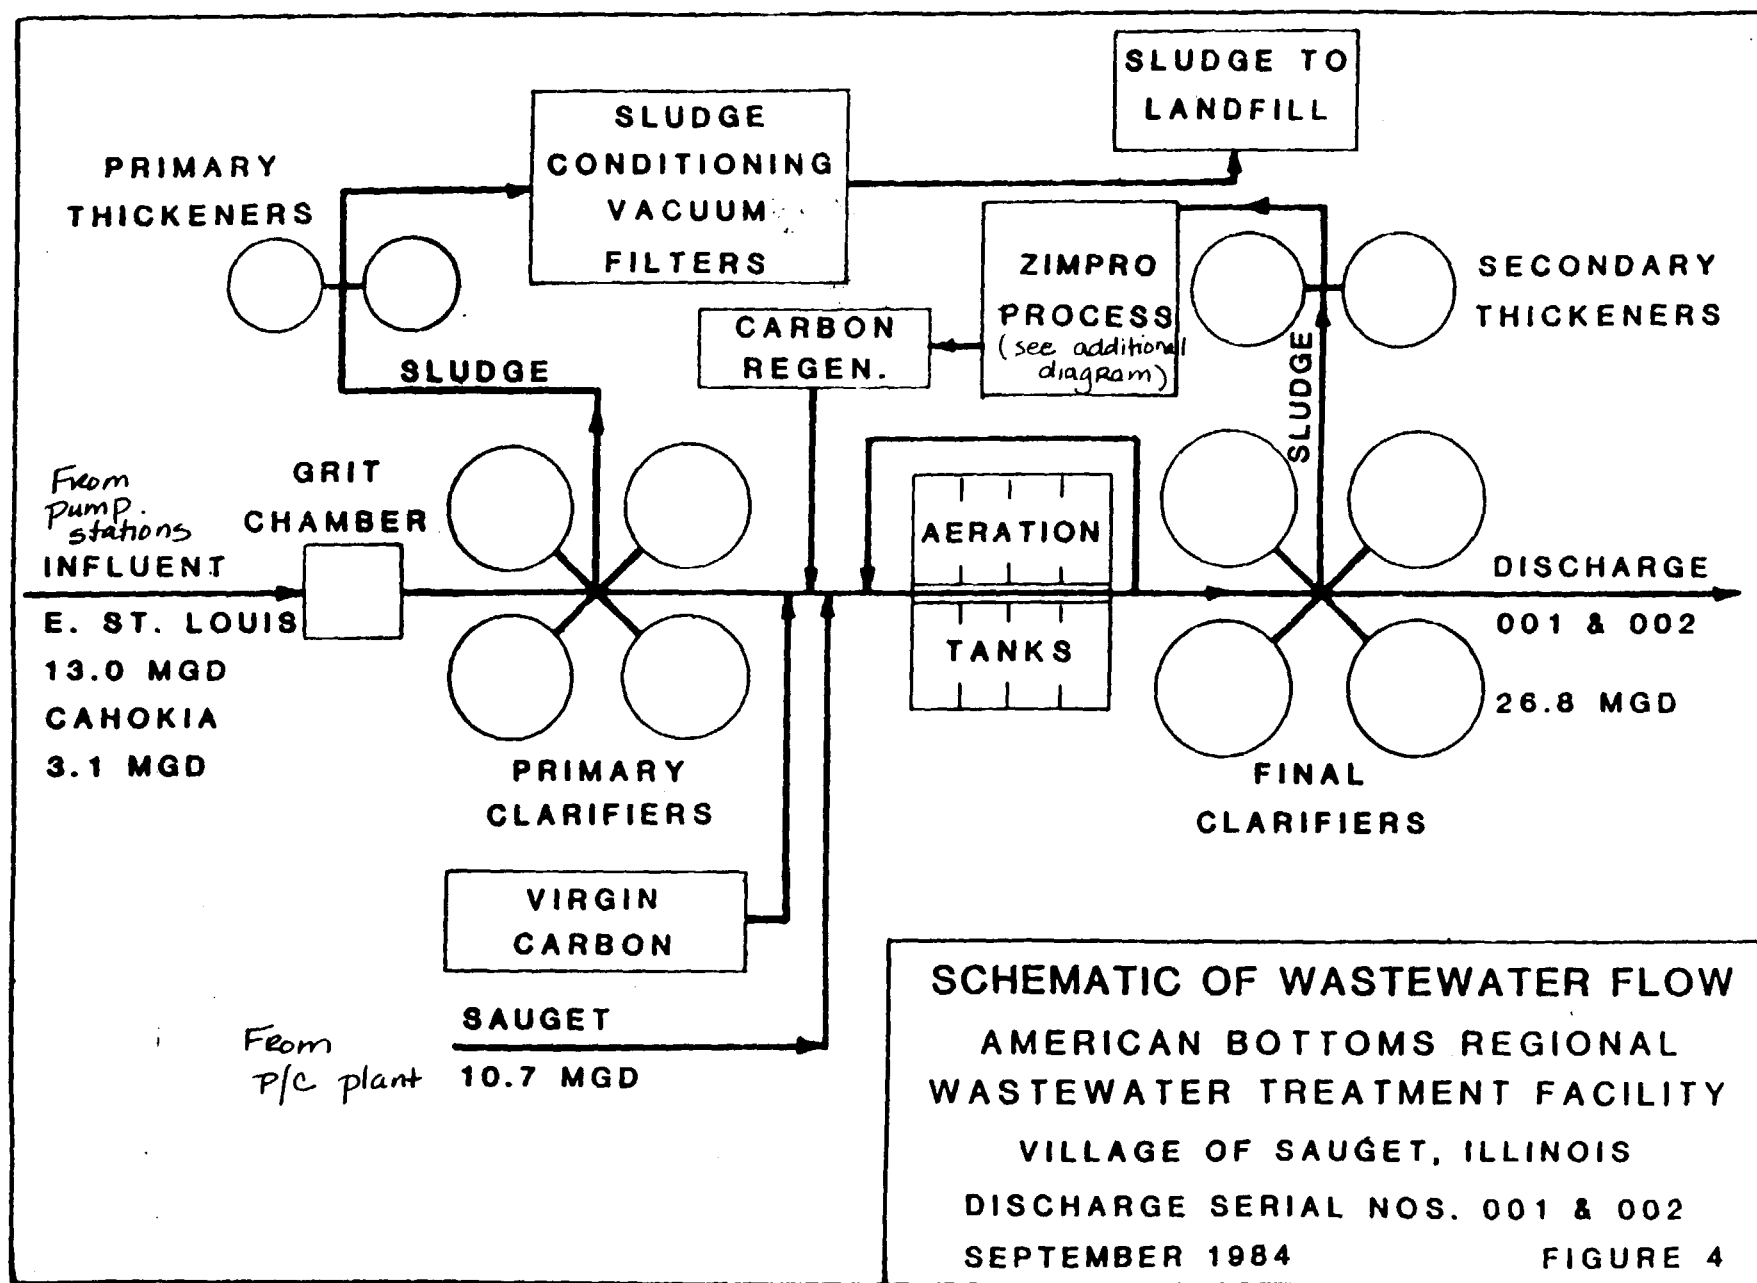 SLUDGE TO
LANDFILL
SLUDGE
CONDITIONING
VACUUM
FILTERS
PRIMARY
THICKENERS
ZIMPRO
PROCESS
(see additional
diagram)
SECONDARY
THICKENERS
CARBON
REGEN.
SLUDGE
SLUDGE
From
pump.
stations
INFLUENT
E. ST. LOUIS
13.0 MGD
CAHOKIA
3.1 MGD
GRIT
CHAMBER
AERATION
TANKS
DISCHARGE
001 & 002
26.8 MGD
PRIMARY
CLARIFIERS
FINAL
CLARIFIERS
VIRGIN
CARBON
From
P/C plant
SAUGET
10.7 MGD
SCHEMATIC OF WASTEWATER FLOW
AMERICAN BOTTOMS REGIONAL
WASTEWATER TREATMENT FACILITY
VILLAGE OF SAUGET, ILLINOIS
DISCHARGE SERIAL NOS. 001 & 002
SEPTEMBER 1984 FIGURE 4